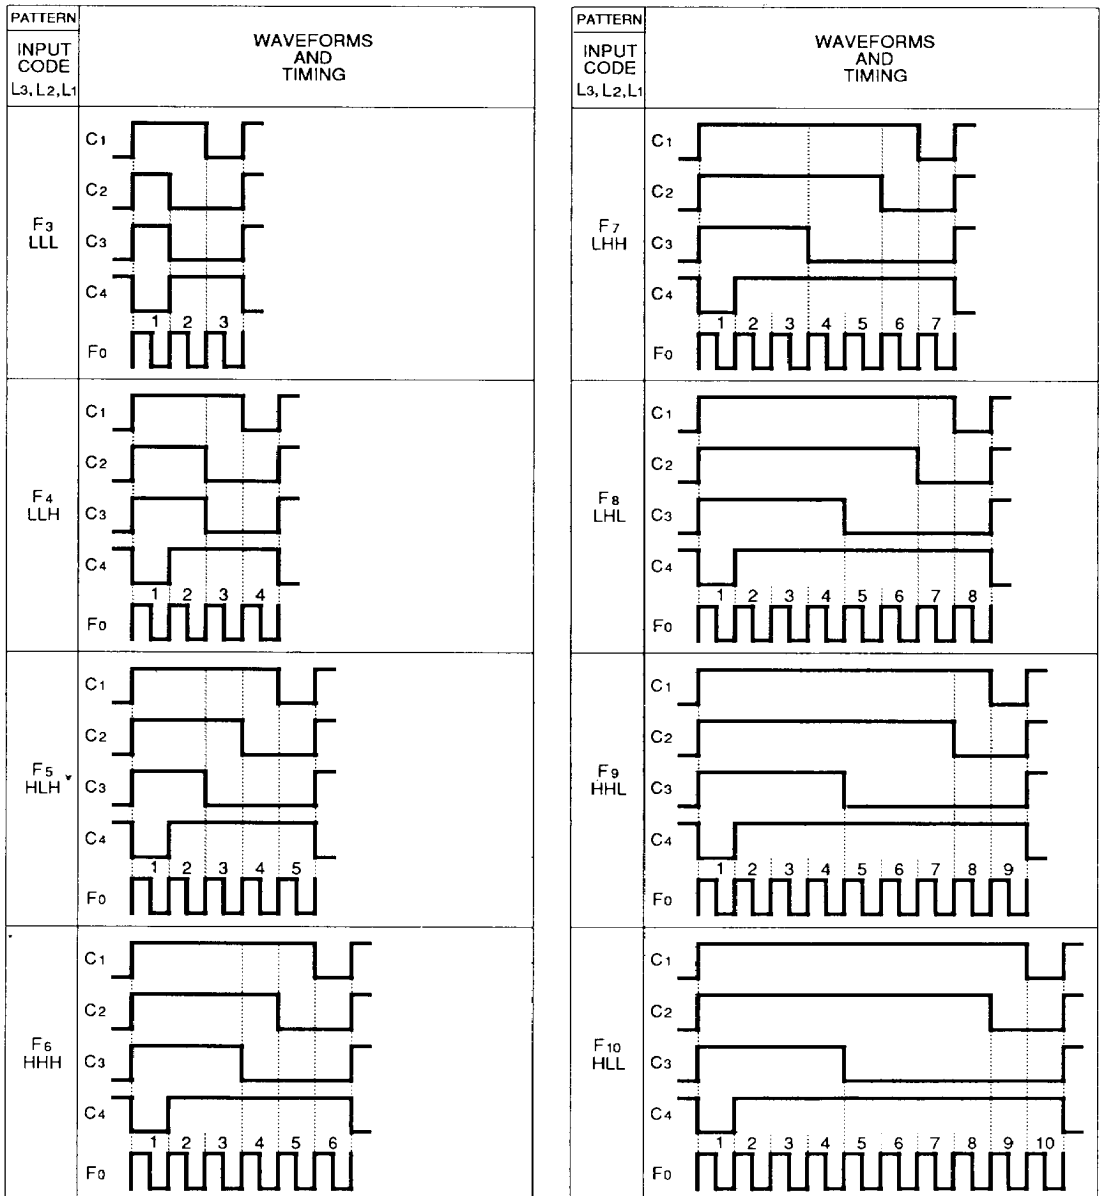 PATTERN
INPUT
CODE
L3, L2, L1
WAVEFORMS
AND
TIMING
F3
LLL
C1
C2
C3
C4
1 2 3
F0
F4
LLH
C1
C2
C3
C4
1 2 3 4
F0
F5
HLH
C1
C2
C3
C4
1 2 3 4 5
F0
F6
HHH
C1
C2
C3
C4
1 2 3 4 5 6
F0
PATTERN
INPUT
CODE
L3, L2, L1
WAVEFORMS
AND
TIMING
F7
LHH
C1
C2
C3
C4
1 2 3 4 5 6 7
F0
F8
LHL
C1
C2
C3
C4
1 2 3 4 5 6 7 8
F0
F9
HHL
C1
C2
C3
C4
1 2 3 4 5 6 7 8 9
F0
F10
HLL
C1
C2
C3
C4
1 2 3 4 5 6 7 8 9 10
F0